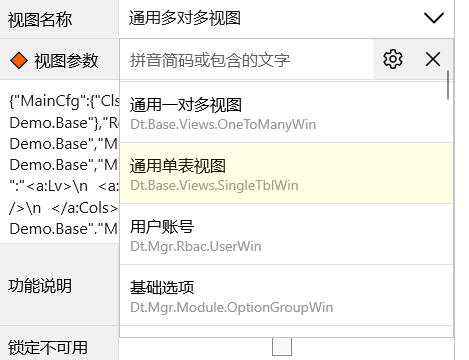 视图名称
通用多对多视图
视图参数
拼音简码或包含的文字
{"MainCfg":{"Cls
Demo.Base"},"Re
Demo.Base","Ma
Demo.Base","Ma
":"<a:Lv>\n  <a:
/>\n  </a:Cols>
Demo.Base","M
通用一对多视图
Dt.Base.Views.OneToManyWin
通用单表视图
Dt.Base.Views.SingleTblWin
用户账号
Dt.Mgr.Rbac.UserWin
基础选项
Dt.Mgr.Module.OptionGroupWin
功能说明
锁定不可用